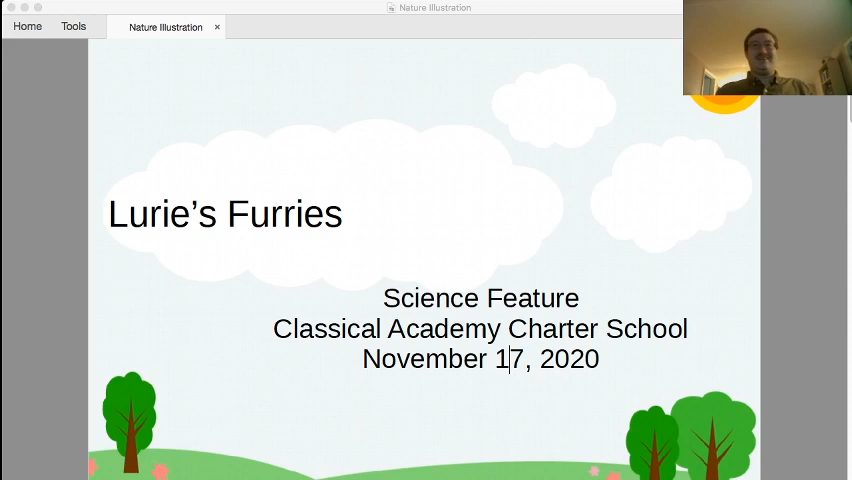 Nature Illustration
Home Tools Nature Illustration ×
Lurie’s Furries
Science Feature
Classical Academy Charter School
November 17, 2020